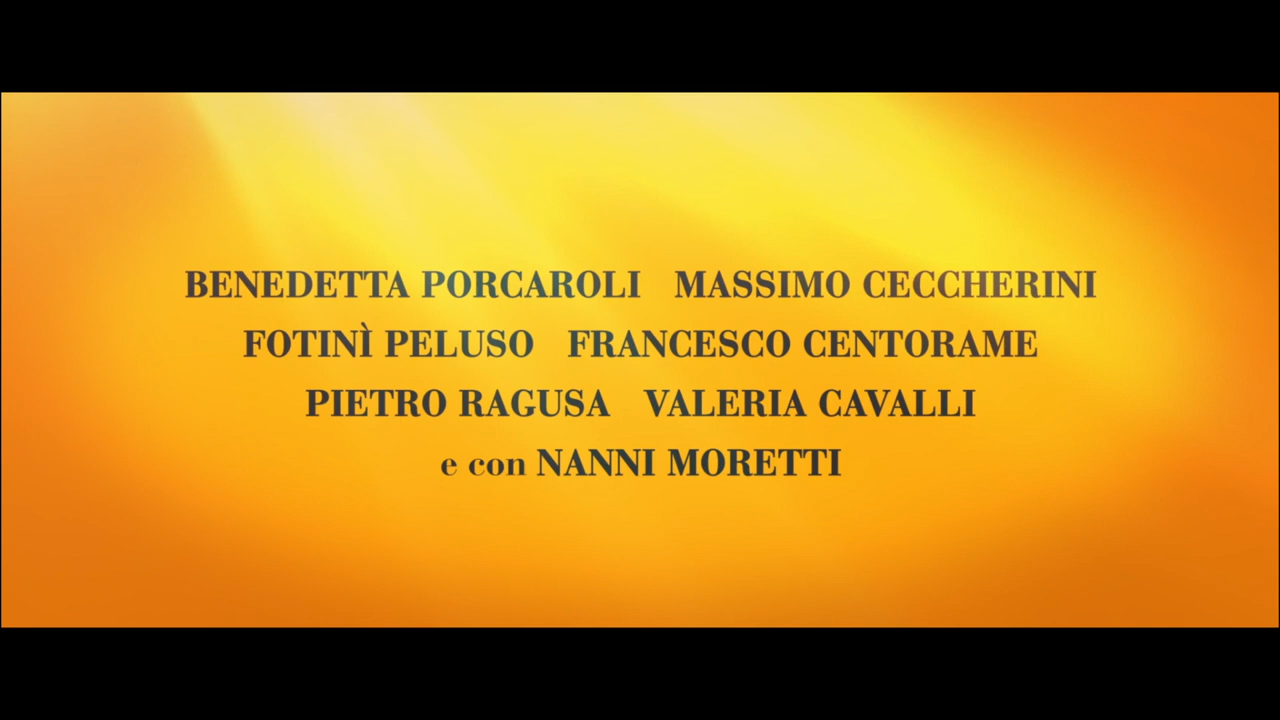 BENEDETTA PORCAROLI MASSIMO CECCHERINI
FOTINÌ PELUSO FRANCESCO CENTORAME
PIETRO RAGUSA VALERIA CAVALLI
e con NANNI MORETTI